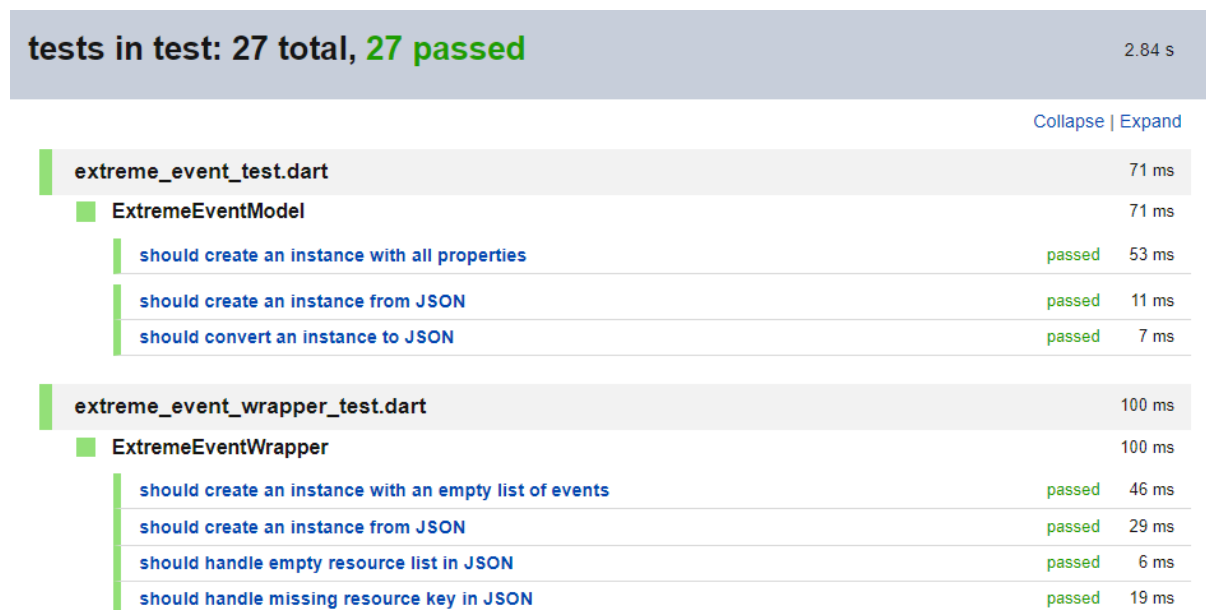 tests in test: 27 total, 27 passed 2.84 s
Collapse | Expand
extreme_event_test.dart 71 ms
ExtremeEventModel 71 ms
should create an instance with all properties passed 53 ms
should create an instance from JSON passed 11 ms
should convert an instance to JSON passed 7 ms
extreme_event_wrapper_test.dart 100 ms
ExtremeEventWrapper 100 ms
should create an instance with an empty list of events passed 46 ms
should create an instance from JSON passed 29 ms
should handle empty resource list in JSON passed 6 ms
should handle missing resource key in JSON passed 19 ms